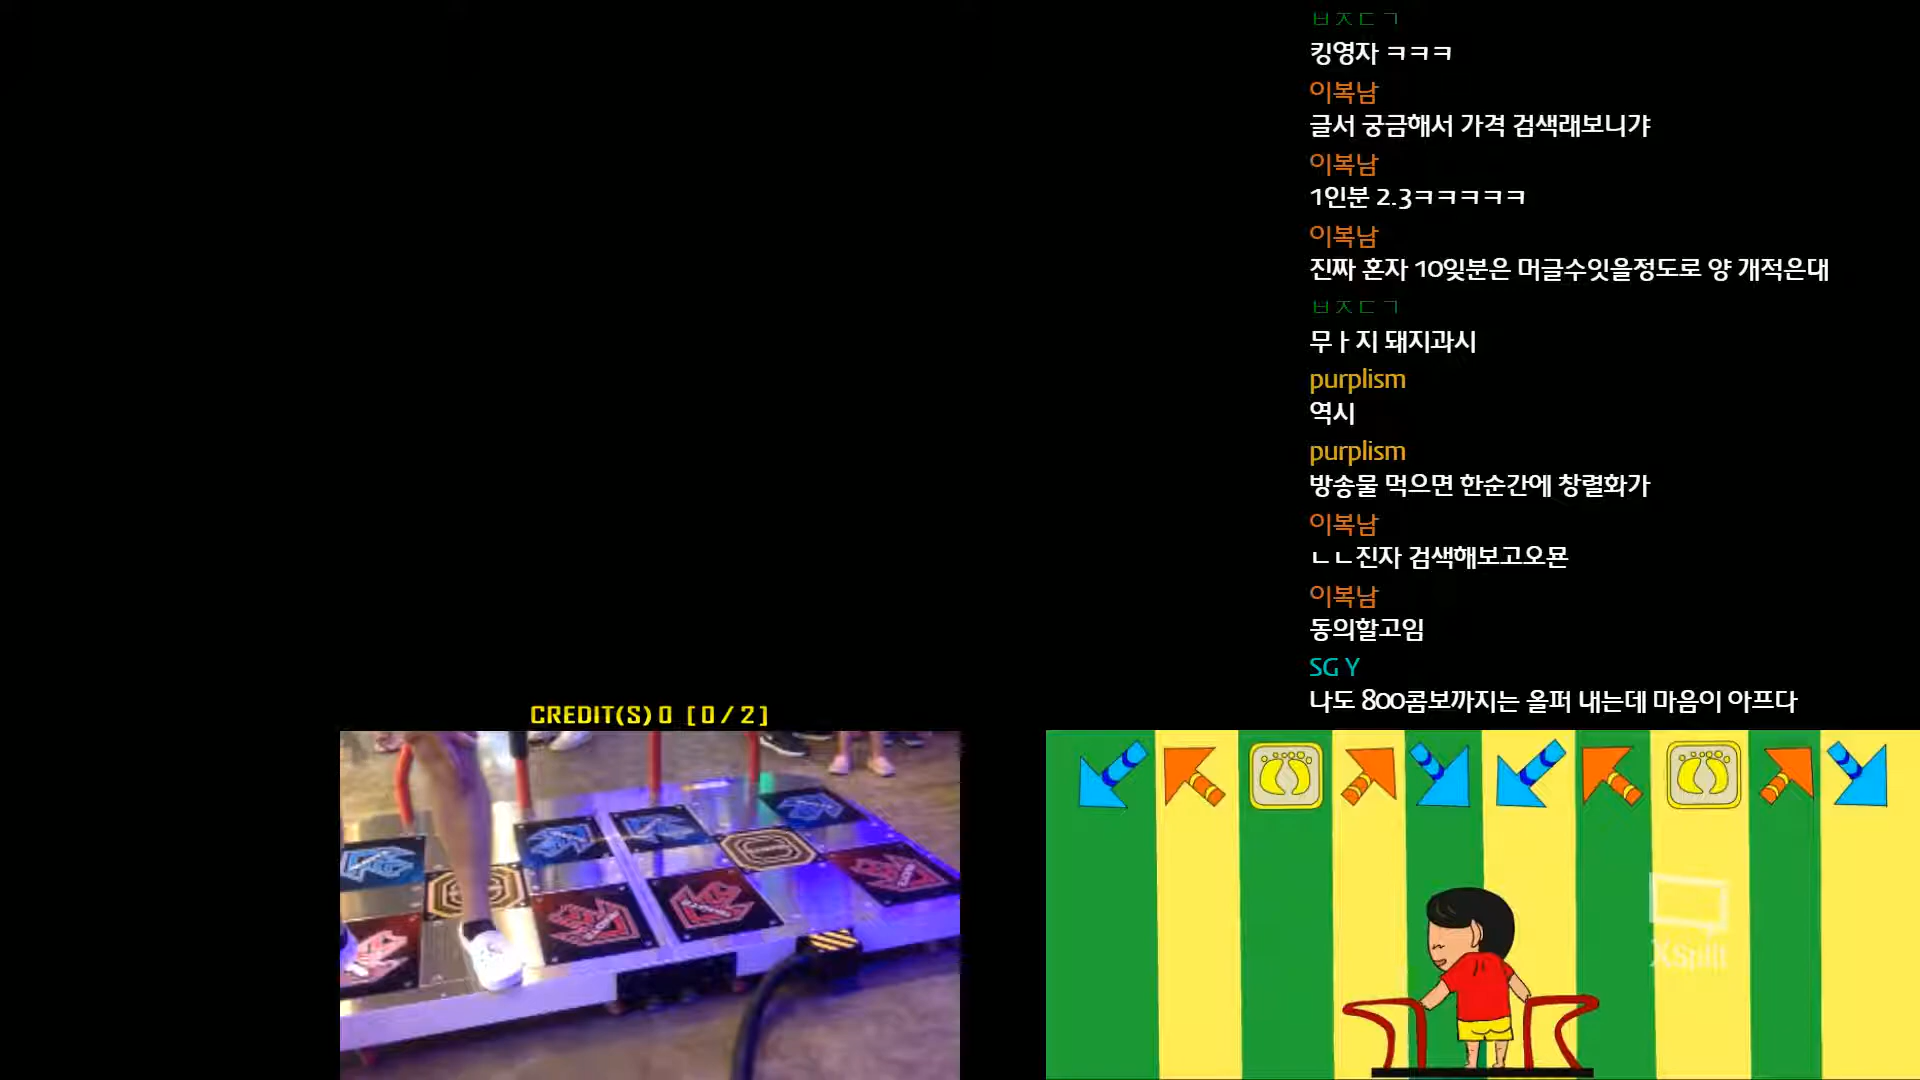 ㅂㅈㄷㄱ
킹영자 ㅋㅋㅋ
이복남
글서 궁금해서 가격 검색래보니갸
이복남
1인분 2.3ㅋㅋㅋㅋㅋ
이복남
진짜 혼자 10잊분은 머글수잇을정도로 양 개적은대
ㅂㅈㄷㄱ
무ㅏ지 돼지과시
purplism
역시
purplism
방송물 먹으면 한순간에 창렬화가
이복남
ㄴㄴ진자 검색해보고오묜
이복남
동의할고임
SG Y
나도 800콤보까지는 올퍼 내는데 마음이 아프다
CREDIT(S) 0 [0/2]
XSplit